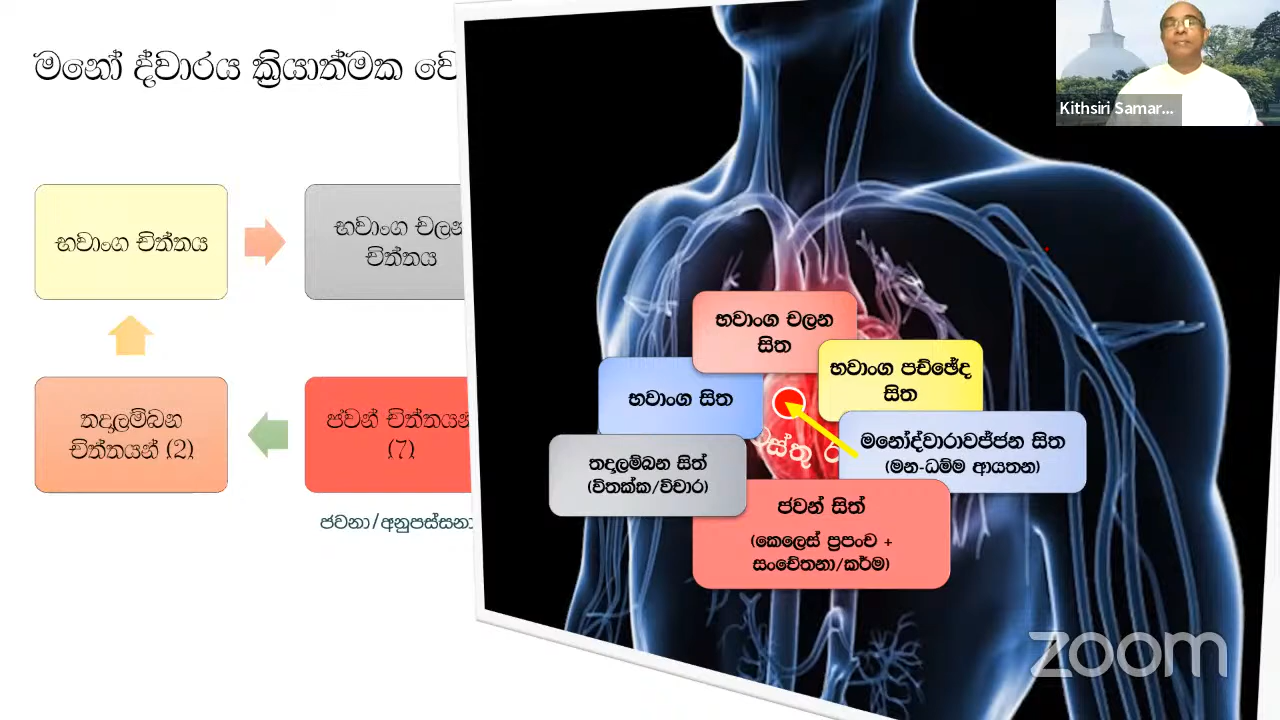 මනෝ ද්වාරය ක්‍රියාත්මක වෙ
Kithsiri Samar...
භවාංග චිත්තය
භවාංග චලන
චිත්තය
තදාලම්බන
චිත්තයන් (2)
ජවන් චිත්තයන්
(7)
ජවනා/අනුපස්සනා
භවාංග චලන
සිත
භවාංග පච්ඡේද
සිත
භවාංග සිත
මනෝද්වාරාවජ්ජන සිත
(මන-ධම්ම ආයතන)
තදාලම්බන සිත්
(විතක්ක/විචාර)
ජවන් සිත්
(කෙලෙස් ප්‍රපංච +
සංචේතනා/කර්ම)
zoom